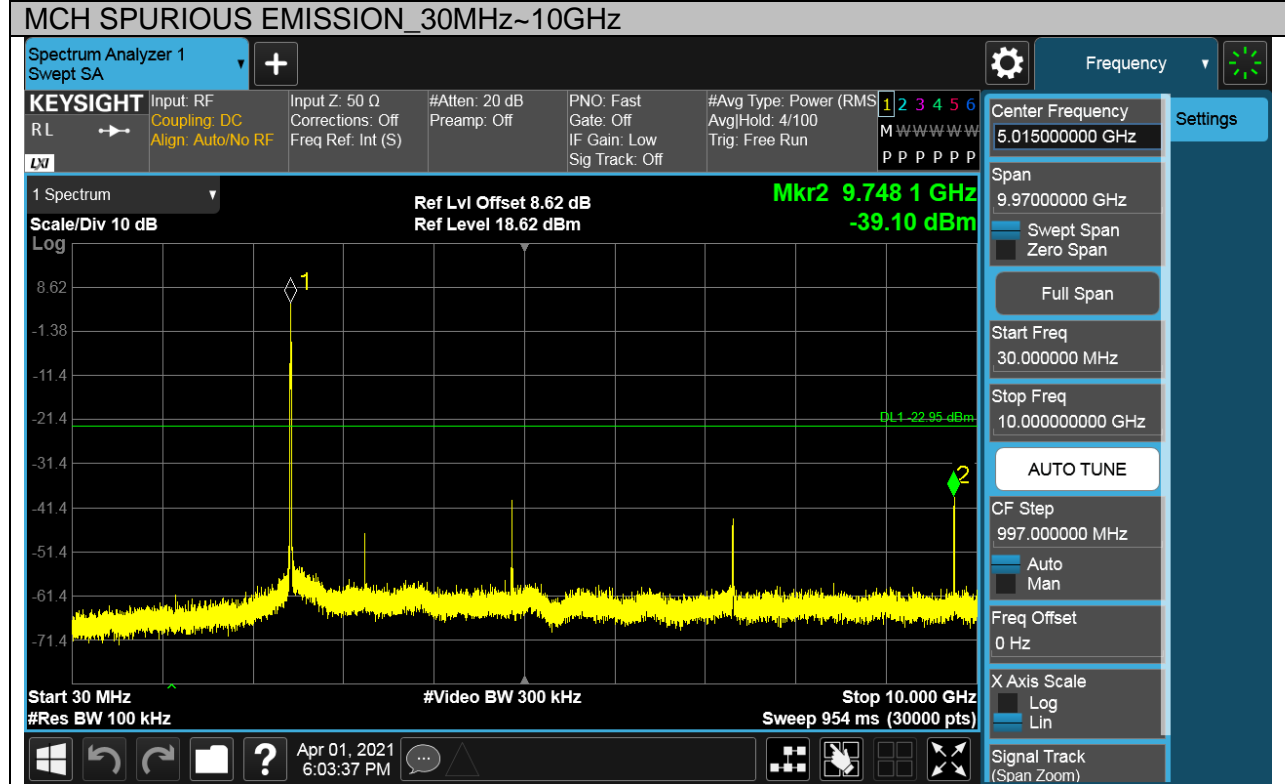 MCH SPURIOUS EMISSION_30MHz~10GHz
Spectrum Analyzer 1
Swept SA
Frequency
KEYSIGHT
RL
LXI
Input: RF
Coupling: DC
Align: Auto/No RF
Input Z: 50 Ω
Corrections: Off
Freq Ref: Int (S)
#Atten: 20 dB
Preamp: Off
PNO: Fast
Gate: Off
IF Gain: Low
Sig Track: Off
#Avg Type: Power (RMS
Avg|Hold: 4/100
Trig: Free Run
1 2 3 4 5 6
M W W W W W
P P P P P P
1 Spectrum
Scale/Div 10 dB
Ref Lvl Offset 8.62 dB
Ref Level 18.62 dBm
Mkr2 9.748 1 GHz
-39.10 dBm
Log
8.62
-1.38
-11.4
-21.4
-31.4
-41.4
-51.4
-61.4
-71.4
1
DL1 -22.95 dBm
2
Start 30 MHz
#Res BW 100 kHz
#Video BW 300 kHz
Stop 10.000 GHz
Sweep 954 ms (30000 pts)
Center Frequency
5.015000000 GHz
Span
9.97000000 GHz
Swept Span
Zero Span
Full Span
Start Freq
30.000000 MHz
Stop Freq
10.000000000 GHz
AUTO TUNE
CF Step
997.000000 MHz
Auto
Man
Freq Offset
0 Hz
X Axis Scale
Log
Lin
Signal Track
(Span Zoom)
Settings
?
Apr 01, 2021
6:03:37 PM